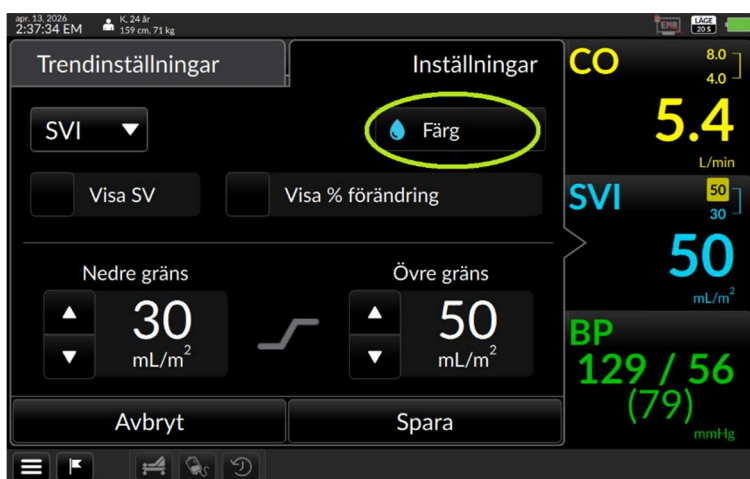 apr. 13, 2026
2:37:34 EM
K, 24 år
159 cm, 71 kg
EMR
LÄGE
20 S
Trendinställningar
Inställningar
SVI
Färg
Visa SV
Visa % förändring
Nedre gräns
Övre gräns
30
mL/m²
50
mL/m²
Avbryt
Spara
CO
8.0
4.0
5.4
L/min
SVI
50
30
50
mL/m²
BP
129 / 56
(79)
mmHg